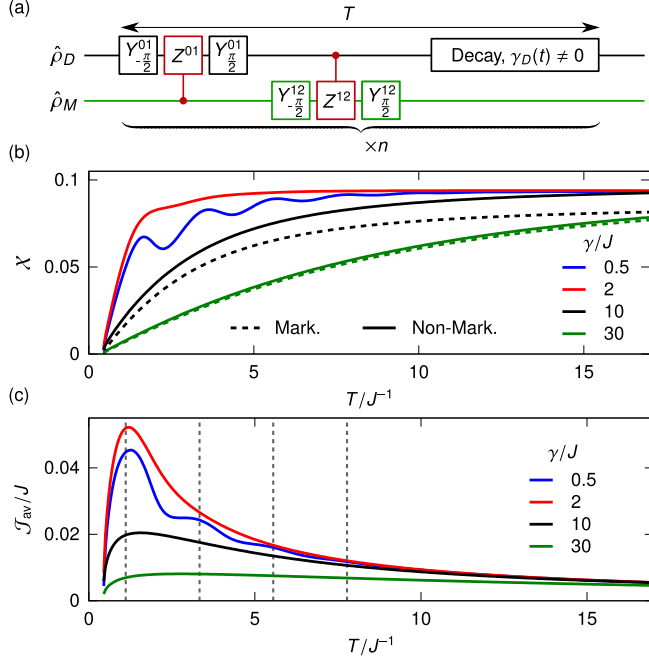 (a)
T
ρ̂_D Y^{01}_{-π/2} Z^{01} Y^{01}_{π/2} Decay, γ_D(t) ≠ 0
ρ̂_M Y^{12}_{-π/2} Z^{12} Y^{12}_{π/2}
×n
(b)
0.1
0.05
0
χ
γ/J
0.5
2
10
30
Mark. Non-Mark.
0 5 10 15
T/J⁻¹
(c)
0.04
0.02
0
𝒥_av/J
γ/J
0.5
2
10
30
0 5 10 15
T/J⁻¹